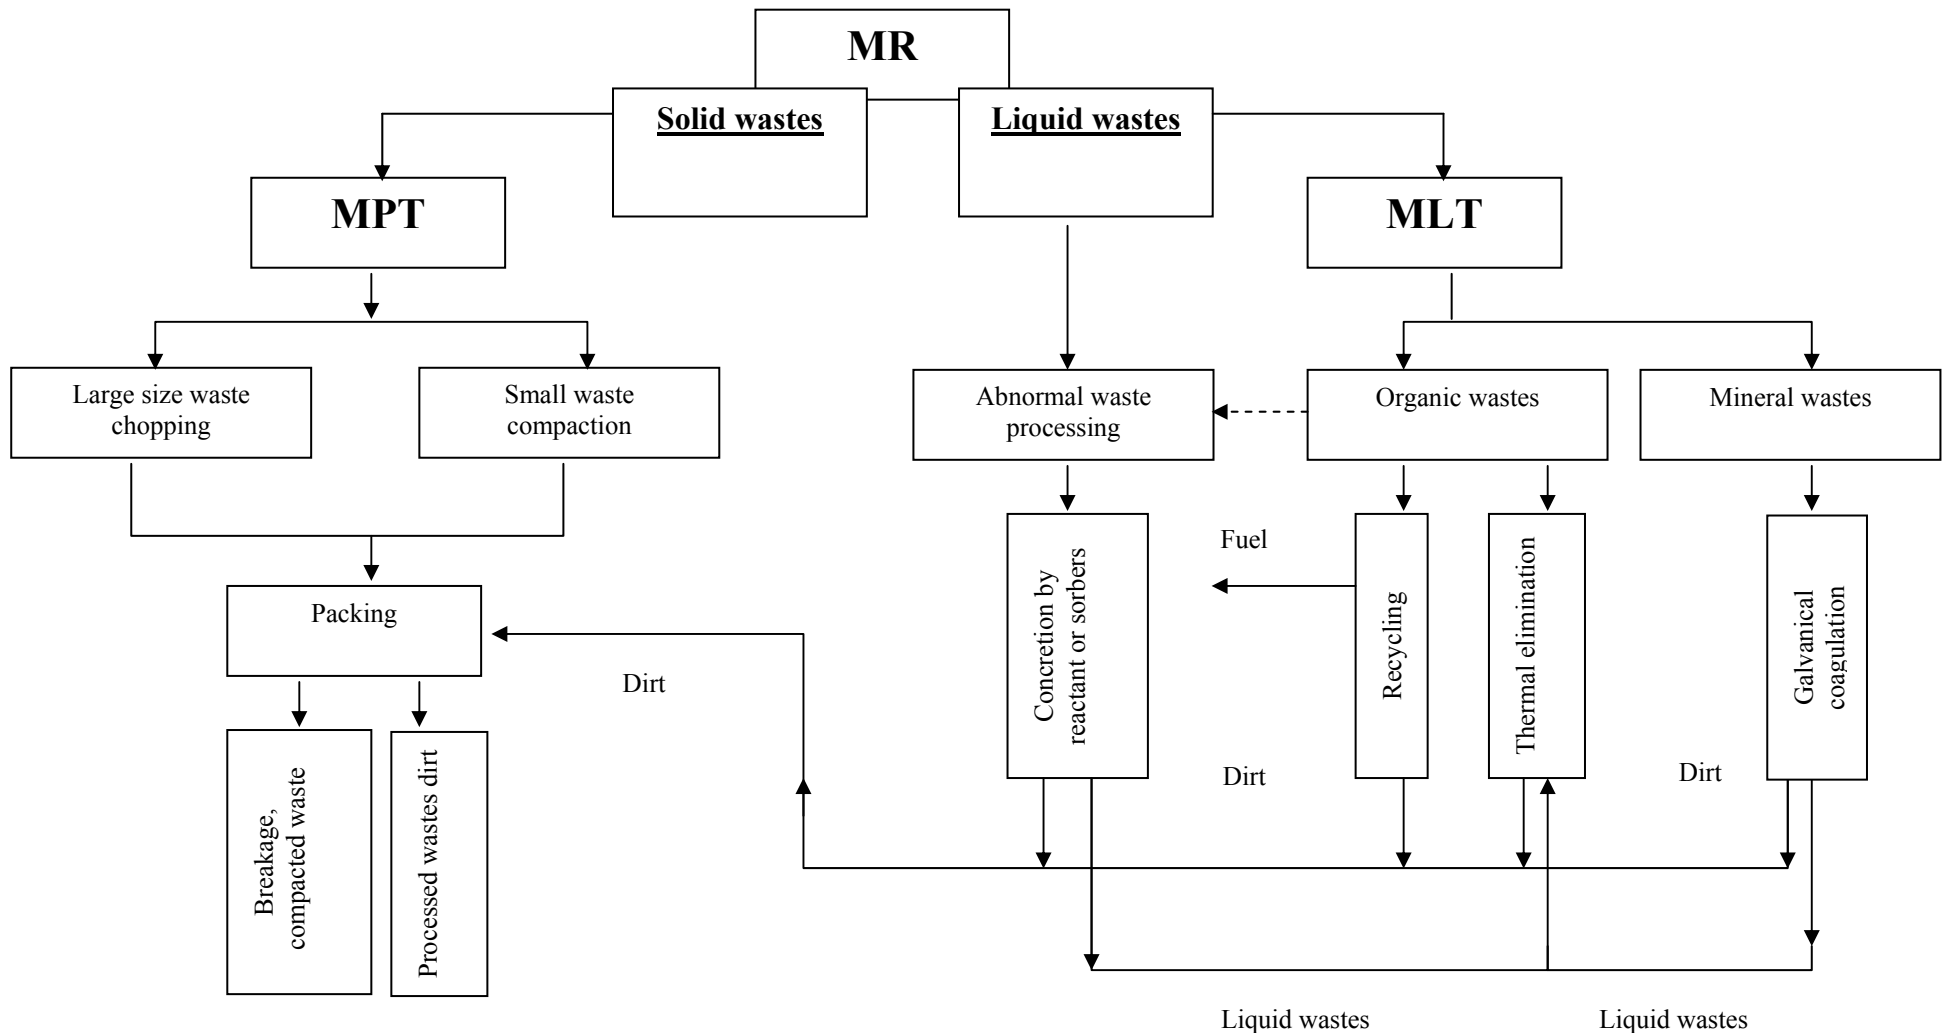 MR
Solid wastes
Liquid wastes
MPT
MLT
Large size waste
chopping
Small waste
compaction
Abnormal waste
processing
Organic wastes
Mineral wastes
Packing
Dirt
Concretion by
reactant or sorbers
Fuel
Recycling
Thermal elimination
Galvanical
coagulation
Breakage,
compacted waste
Processed wastes dirt
Dirt
Dirt
Liquid wastes
Liquid wastes